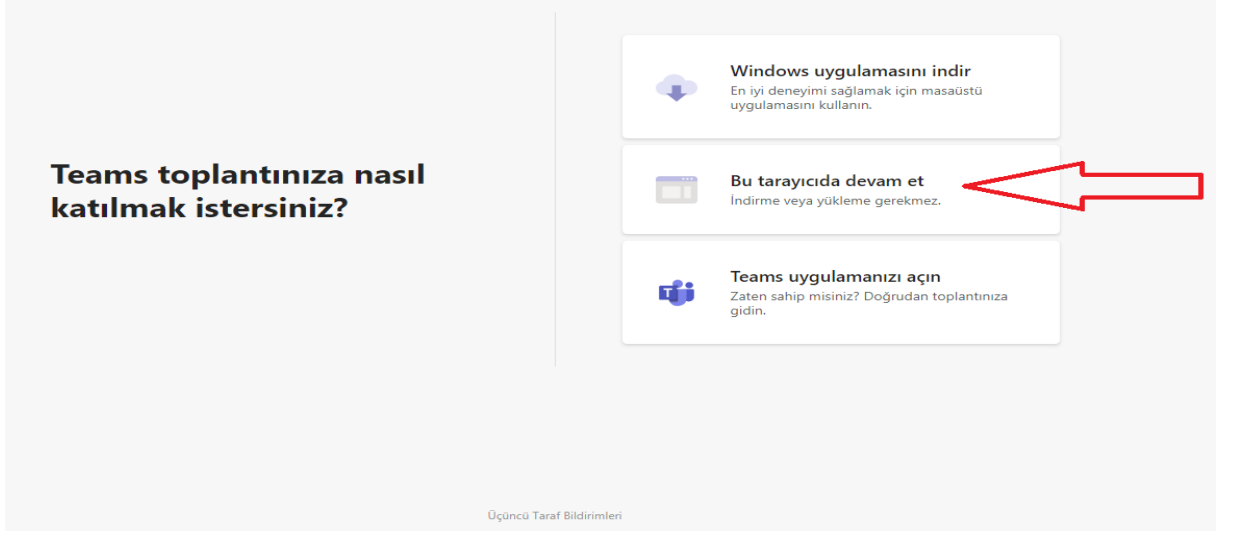 Teams toplantınıza nasıl
katılmak istersiniz?
Windows uygulamasını indir
En iyi deneyimi sağlamak için masaüstü
uygulamasını kullanın.
Bu tarayıcıda devam et
İndirme veya yükleme gerekmez.
Teams uygulamanızı açın
Zaten sahip misiniz? Doğrudan toplantınıza
gidin.
Üçüncü Taraf Bildirimleri